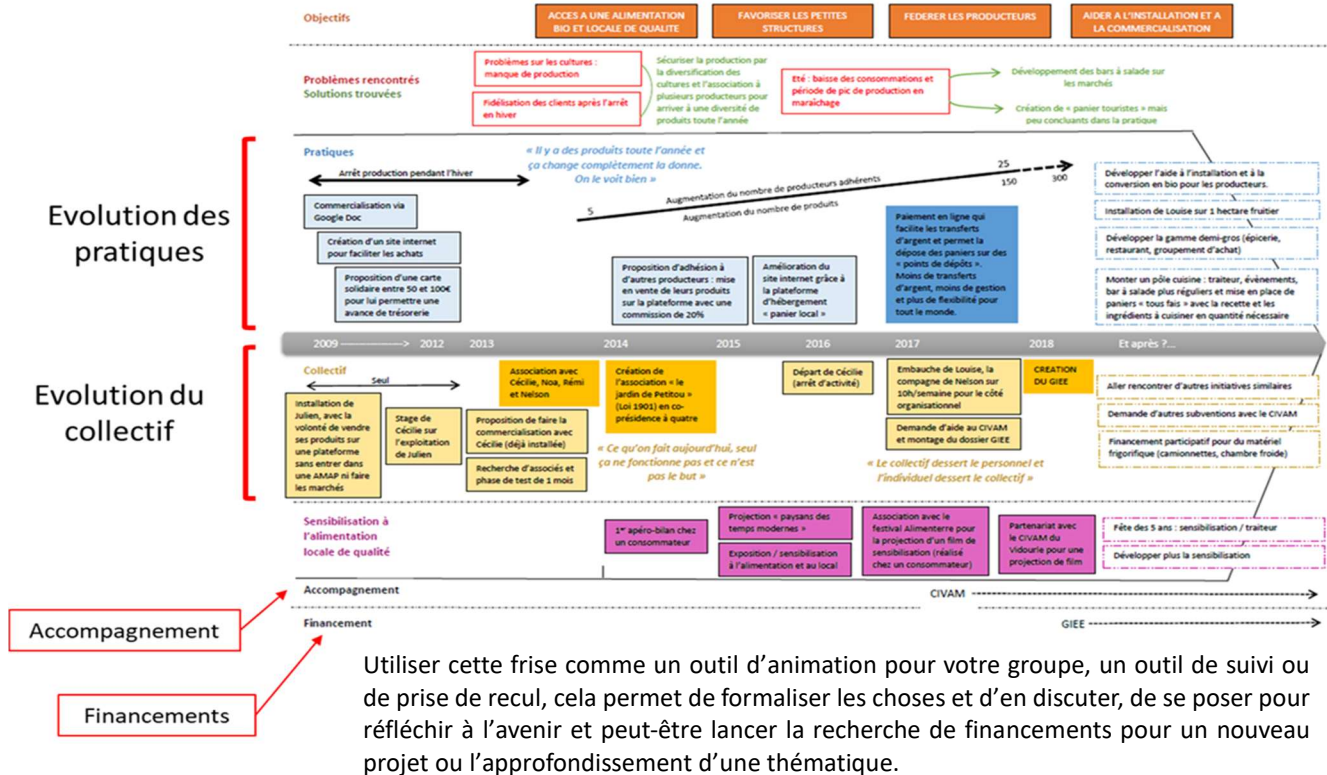 Objectifs
ACCES A UNE ALIMENTATION
BIO ET LOCALE DE QUALITE
FAVORISER LES PETITES
STRUCTURES
FEDERER LES PRODUCTEURS
AIDER A L'INSTALLATION ET A
LA COMMERCIALISATION
Problèmes rencontrés
Solutions trouvées
Problèmes sur les cultures :
manque de production
Fidélisation des clients après l'arrêt
en hiver
Sécuriser la production par
la diversification des
cultures et l'association à
plusieurs producteurs pour
arriver à une diversité de
produits toute l'année
Eté : baisse des consommations et
période de pic de production en
maraîchage
Développement des bars à salade sur
les marchés
Création de « panier touristes » mais
peu concluants dans la pratique
Evolution des
pratiques
Pratiques
Arrêt production pendant l'hiver
« Il y a des produits toute l'année et
ça change complètement la donne.
On le voit bien »
5
Augmentation du nombre de producteurs adhérents
Augmentation du nombre de produits
25
150
300
Commercialisation via
Google Doc
Création d'un site internet
pour faciliter les achats
Proposition d'une carte
solidaire entre 50 et 100€
pour lui permettre une
avance de trésorerie
Proposition d'adhésion à
d'autres producteurs : mise
en vente de leurs produits
sur la plateforme avec une
commission de 20%
Amélioration du
site internet grâce à
la plateforme
d'hébergement
« panier local »
Paiement en ligne qui
facilite les transferts
d'argent et permet la
dépose des paniers sur des
« points de dépôts ».
Moins de transferts
d'argent, moins de gestion
et plus de flexibilité pour
tout le monde.
Développer l'aide à l'installation et à la
conversion en bio pour les producteurs.
Installation de Louise sur 1 hectare fruitier
Développer la gamme demi-gros (épicerie,
restaurant, groupement d'achat)
Monter un pôle cuisine : traiteur, évènements,
bar à salade plus réguliers et mise en place de
paniers « tous fais » avec la recette et les
ingrédients à cuisiner en quantité nécessaire
2009 2012 2013 2014 2015 2016 2017 2018 Et après ?...
Evolution du
collectif
Collectif
Seul
Installation de
Julien, avec la
volonté de vendre
ses produits sur
une plateforme
sans entrer dans
une AMAP ni faire
les marchés
Stage de
Cécile sur
l'exploitation
de Julien
Association avec
Cécile, Noa, Rémi
et Nelson
Proposition de faire la
commercialisation avec
Cécile (déjà installée)
Recherche d'associés et
phase de test de 1 mois
Création de
l'association « le
jardin de Petitou »
(Loi 1901) en co-
présidence à quatre
« Ce qu'on fait aujourd'hui, seul
ça ne fonctionne pas et ce n'est
pas le but »
Départ de Cécile
(arrêt d'activité)
Embauche de Louise, la
compagne de Nelson sur
10h/semaine pour le côté
organisationnel
Demande d'aide au CIVAM
et montage du dossier GIEE
« Le collectif dessert le personnel et
l'individuel dessert le collectif »
CREATION
DU GIEE
Aller rencontrer d'autres initiatives similaires
Demande d'autres subventions avec le CIVAM
Financement participatif pour du matériel
frigorifique (camionnettes, chambre froide)
Sensibilisation à
l'alimentation
locale de qualité
1er apéro-bilan chez
un consommateur
Projection « paysans des
temps modernes »
Exposition / sensibilisation
à l'alimentation et au local
Association avec le
festival Alimenterre pour
la projection d'un film de
sensibilisation (réalisé
chez un consommateur)
Partenariat avec
le CIVAM du
Vidourle pour une
projection de film
Fête des 5 ans : sensibilisation / traiteur
Développer plus la sensibilisation
Accompagnement
CIVAM
Accompagnement
Financement
GIEE
Financements
Utiliser cette frise comme un outil d'animation pour votre groupe, un outil de suivi ou
de prise de recul, cela permet de formaliser les choses et d'en discuter, de se poser pour
réfléchir à l'avenir et peut-être lancer la recherche de financements pour un nouveau
projet ou l'approfondissement d'une thématique.